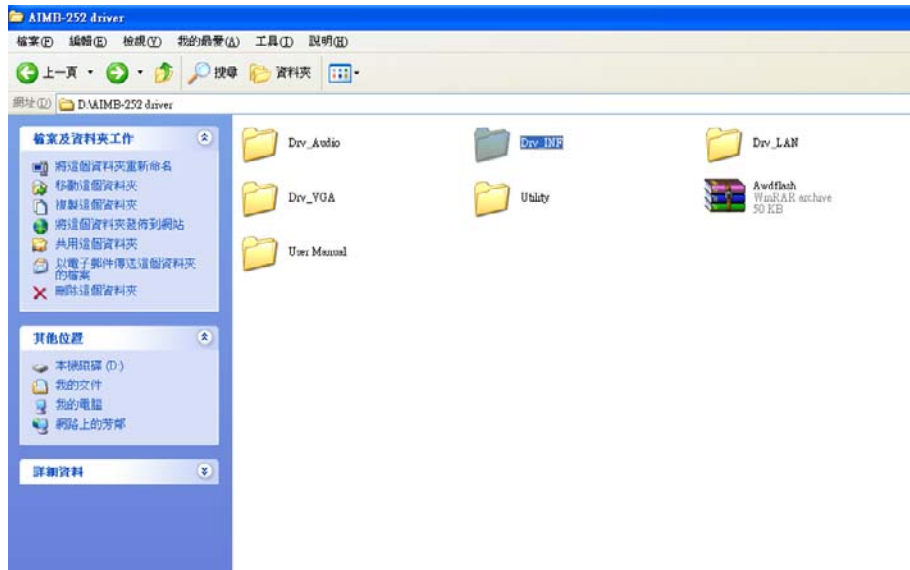 AIMB-252 driver
檔案(F) 編輯(E) 檢視(V) 我的最愛(A) 工具(T) 說明(H)
上一頁 搜尋 資料夾
網址(D) D:\AIMB-252 driver
檔案及資料夾工作
將這個資料夾重新命名
移動這個資料夾
複製這個資料夾
將這個資料夾發佈到網站
共用這個資料夾
以電子郵件傳送這個資料夾
的檔案
刪除這個資料夾
其他位置
本機磁碟 (D:)
我的文件
我的電腦
網路上的芳鄰
詳細資料
Drv_Audio
Drv_INF
Drv_LAN
Drv_VGA
Utility
Awdflash
WinRAR archive
50 KB
User Manual